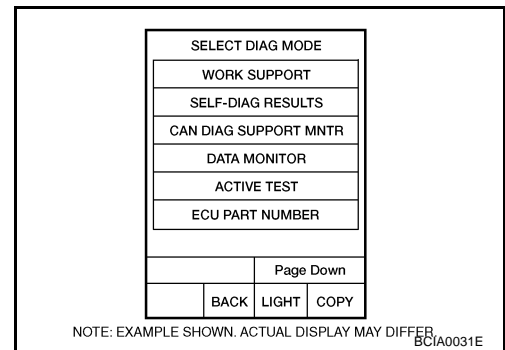 SELECT DIAG MODE
WORK SUPPORT
SELF-DIAG RESULTS
CAN DIAG SUPPORT MNTR
DATA MONITOR
ACTIVE TEST
ECU PART NUMBER
Page Down
BACK LIGHT COPY
NOTE: EXAMPLE SHOWN. ACTUAL DISPLAY MAY DIFFER.
BCIA0031E